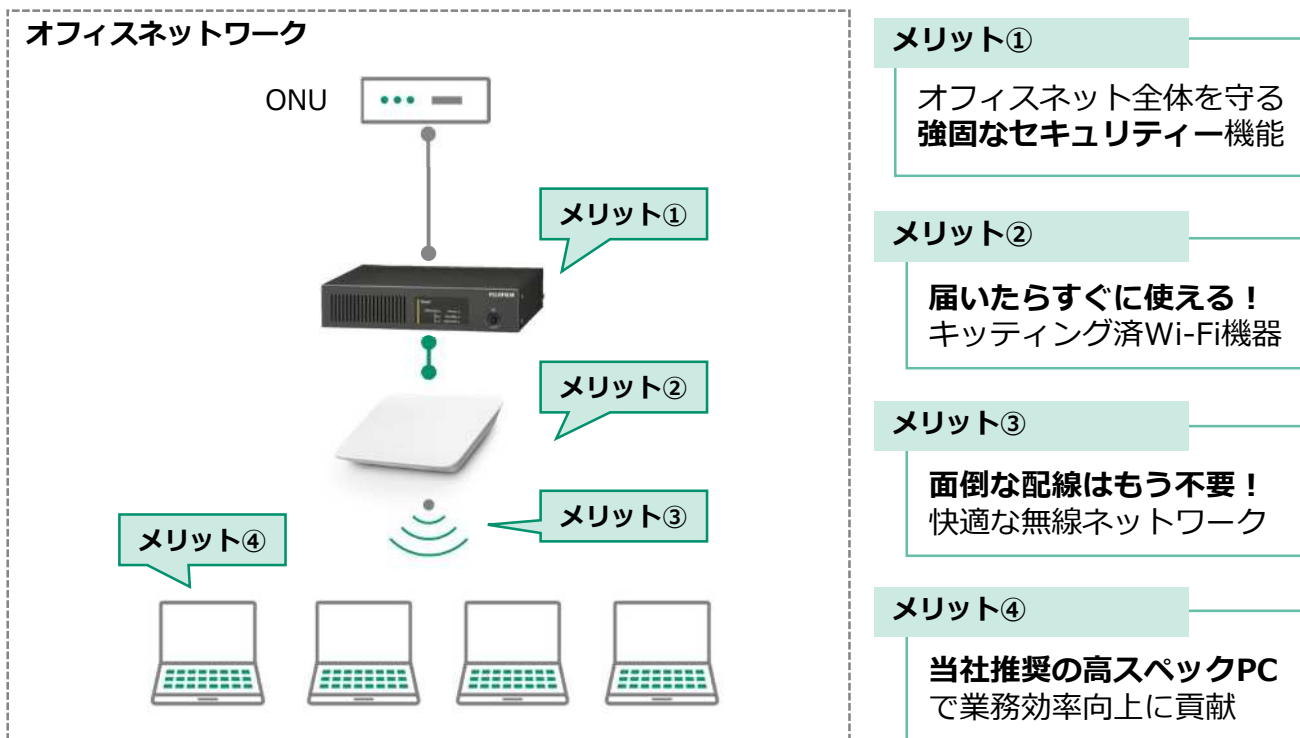 オフィスネットワーク
ONU
メリット①
FUJIFILM
メリット②
メリット③
メリット④
メリット①
オフィスネット全体を守る
強固なセキュリティー機能
メリット②
届いたらすぐに使える！
キッティング済Wi-Fi機器
メリット③
面倒な配線はもう不要！
快適な無線ネットワーク
メリット④
当社推奨の高スペックPC
で業務効率向上に貢献